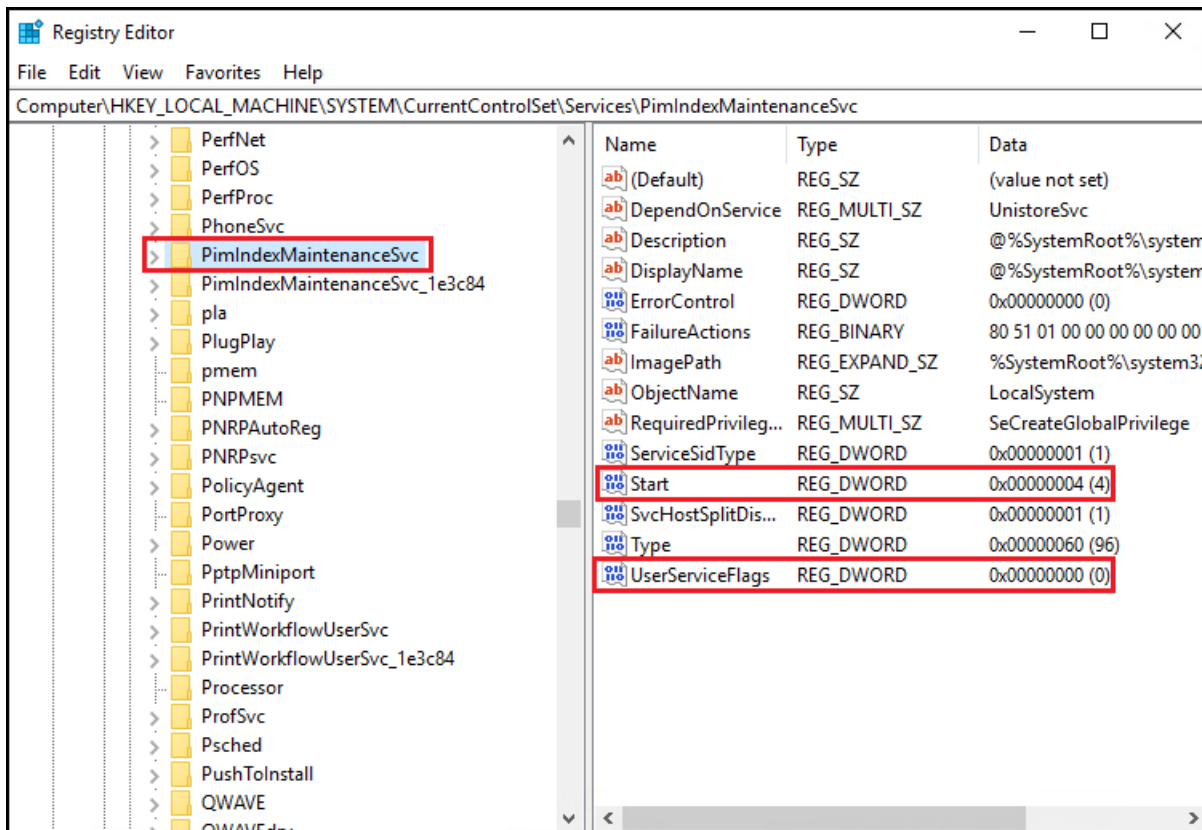 Registry Editor
File Edit View Favorites Help
Computer\HKEY_LOCAL_MACHINE\SYSTEM\CurrentControlSet\Services\PimIndexMaintenanceSvc
PerfNet
PerfOS
PerfProc
PhoneSvc
PimIndexMaintenanceSvc
PimIndexMaintenanceSvc_1e3c84
pla
PlugPlay
pmem
PNPMEM
PNRPAutoReg
PNRPsvc
PolicyAgent
PortProxy
Power
PptpMiniport
PrintNotify
PrintWorkflowUserSvc
PrintWorkflowUserSvc_1e3c84
Processor
ProfSvc
Psched
PushToInstall
QWAVE
Name Type Data
(Default) REG_SZ (value not set)
DependOnService REG_MULTI_SZ UnistoreSvc
Description REG_SZ @%SystemRoot%\system
DisplayName REG_SZ @%SystemRoot%\system
ErrorControl REG_DWORD 0x00000000 (0)
FailureActions REG_BINARY 80 51 01 00 00 00 00 00 00
ImagePath REG_EXPAND_SZ %SystemRoot%\system32
ObjectName REG_SZ LocalSystem
RequiredPrivileg... REG_MULTI_SZ SeCreateGlobalPrivilege
ServiceSidType REG_DWORD 0x00000001 (1)
Start REG_DWORD 0x00000004 (4)
SvcHostSplitDis... REG_DWORD 0x00000001 (1)
Type REG_DWORD 0x00000060 (96)
UserServiceFlags REG_DWORD 0x00000000 (0)